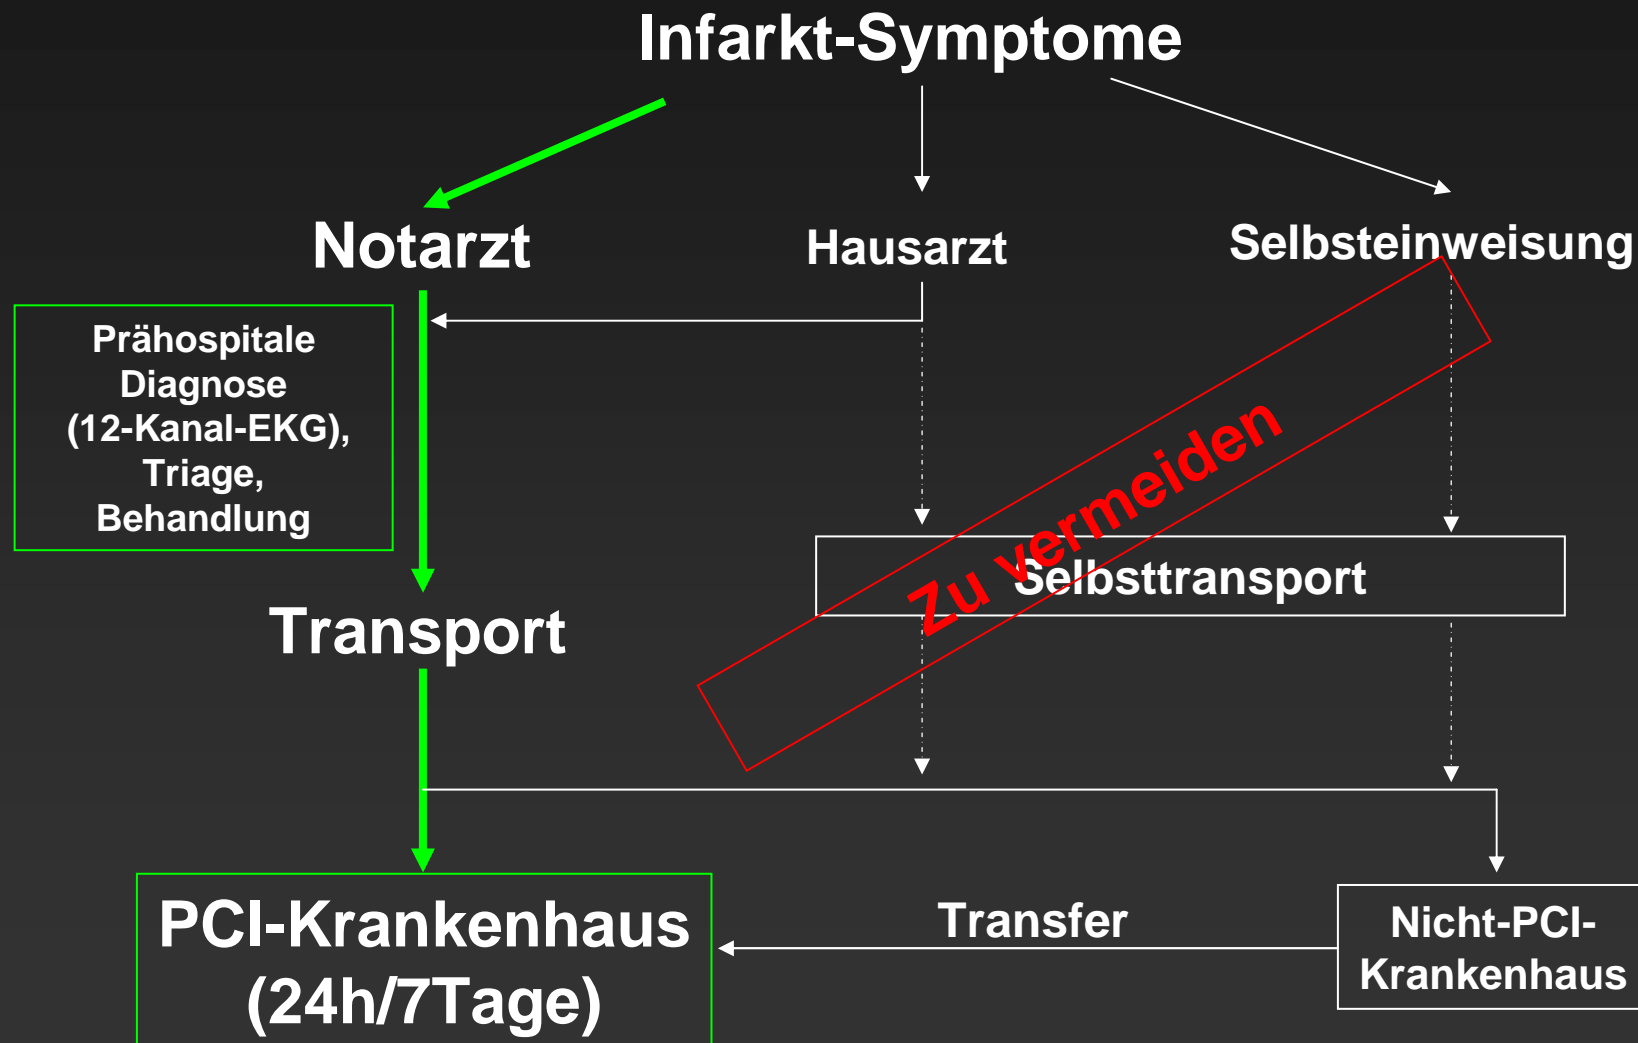 Infarkt-Symptome
Notarzt
Hausarzt
Selbsteinweisung
Prähospitale
Diagnose
(12-Kanal-EKG),
Triage,
Behandlung
Zu vermeiden
Selbsttransport
Transport
PCI-Krankenhaus
(24h/7Tage)
Transfer
Nicht-PCI-
Krankenhaus